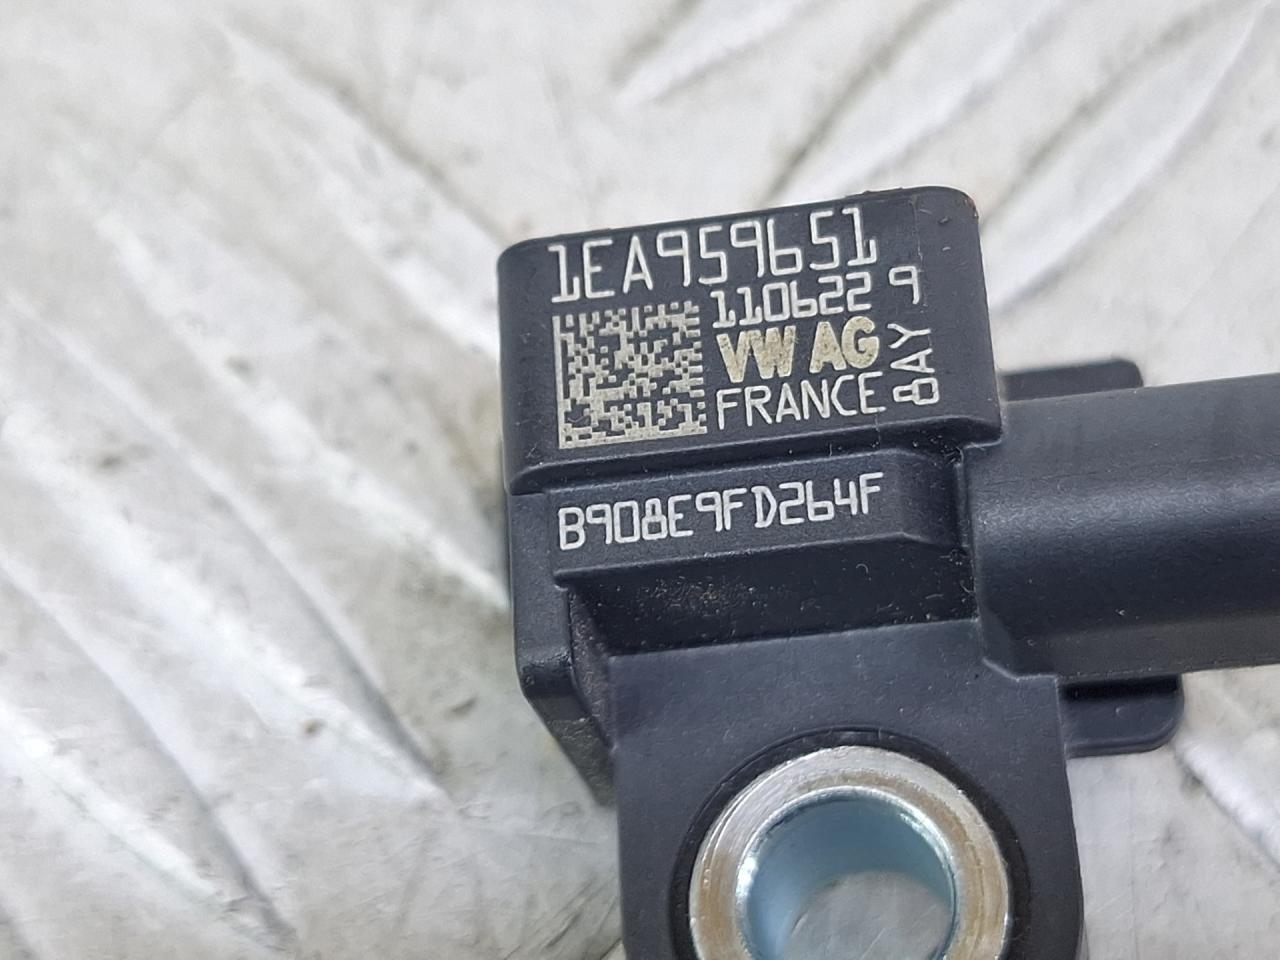 1EA959651
110622 9
VW AG
FRANCE
8AY
B908E9FD264F